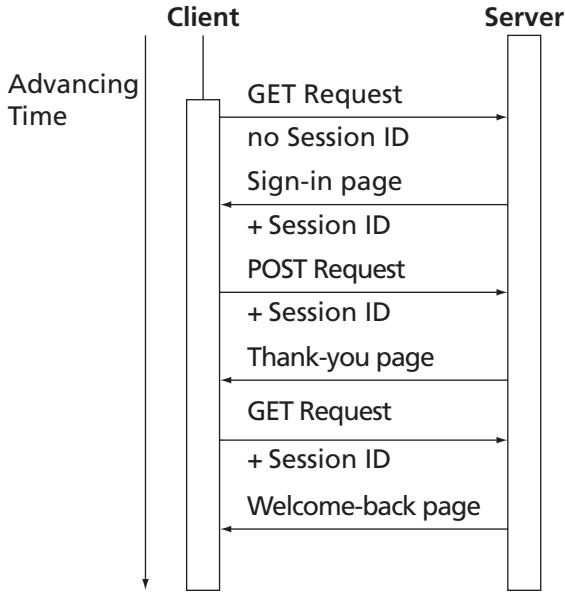 Client
Server
Advancing
Time
GET Request
no Session ID
Sign-in page
+ Session ID
POST Request
+ Session ID
Thank-you page
GET Request
+ Session ID
Welcome-back page